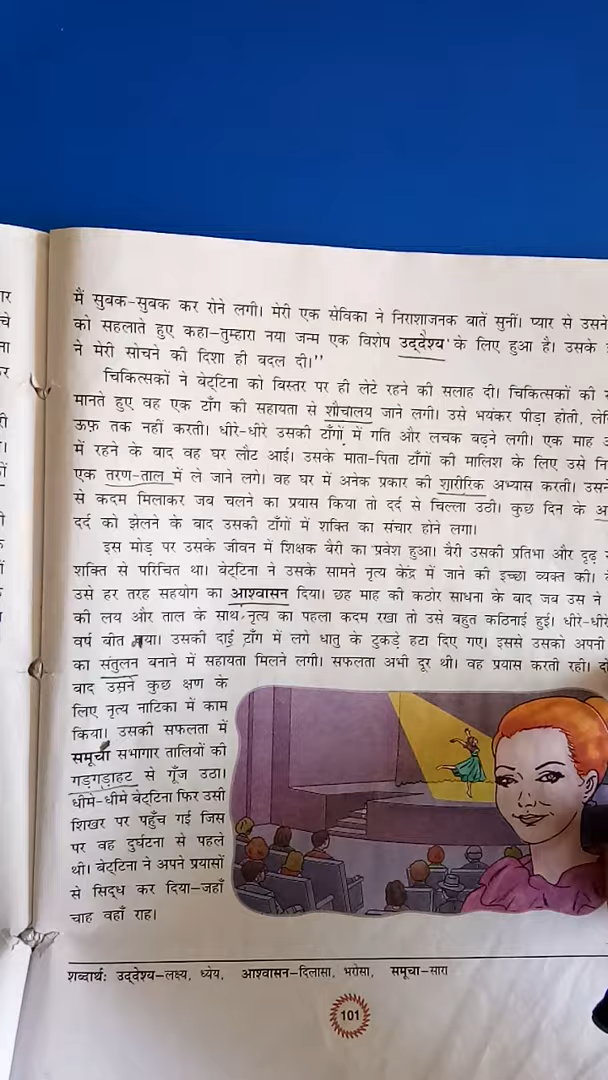 में सुबक-सुबक कर रोने लगी। मेरी एक सेविका ने निराशाजनक बातें सुनीं। प्यार से उसने
को सहलाते हुए कहा-तुम्हारा नया जन्म एक विशेष उद्देश्य के लिए हुआ है। उसके
ने मेरी सोचने की दिशा ही बदल दी।''
चिकित्सकों ने बेट्टिना को बिस्तर पर ही लेटे रहने की सलाह दी। चिकित्सकों की
मानते हुए वह एक टाँग की सहायता से शौचालय जाने लगी। उसे भयंकर पीड़ा होती,
ऊफ़ तक नहीं करती। धीरे-धीरे उसकी टाँगों में गति और लचक बढ़ने लगी। एक माह
में रहने के बाद वह घर लौट आई। उसके माता-पिता टाँगों की मालिश के लिए उसे
एक तरण-ताल में ले जाने लगे। वह घर में अनेक प्रकार की शारीरिक अभ्यास करती।
से कदम मिलाकर जब चलने का प्रयास किया तो दर्द से चिल्ला उठी। कुछ दिन के
दर्द को झेलने के बाद उसकी टाँगों में शक्ति का संचार होने लगा।
इस मोड़ पर उसके जीवन में शिक्षक बैरी का प्रवेश हुआ। बैरी उसकी प्रतिभा और दृढ़
शक्ति से परिचित था। बेट्टिना ने उसके सामने नृत्य केंद्र में जाने की इच्छा व्यक्त की।
उसे हर तरह सहयोग का आश्वासन दिया। छह माह की कठोर साधना के बाद जब उस ने
की लय और ताल के साथ नृत्य का पहला कदम रखा तो उसे बहुत कठिनाई हुई। धीरे-धीरे
वर्ष बीत गया। उसकी दाईं टाँग में लगे धातु के टुकड़े हटा दिए गए। इससे उसको अपनी
का संतुलन बनाने में सहायता मिलने लगी। सफलता अभी दूर थी। वह प्रयास करती रही।
बाद उसने कुछ क्षण के
लिए नृत्य नाटिका में काम
किया। उसकी सफलता में
समूचा सभागार तालियों की
गड़गड़ाहट से गूँज उठा।
धीमे-धीमे बेट्टिना फिर उसी
शिखर पर पहुँच गई जिस
पर वह दुर्घटना से पहले
थी। बेट्टिना ने अपने प्रयासों
से सिद्ध कर दिया-जहाँ
चाह वहाँ राह।
शब्दार्थः उद्देश्य-लक्ष्य, ध्येय, आश्वासन-दिलासा, भरोसा, समूचा-सारा
101